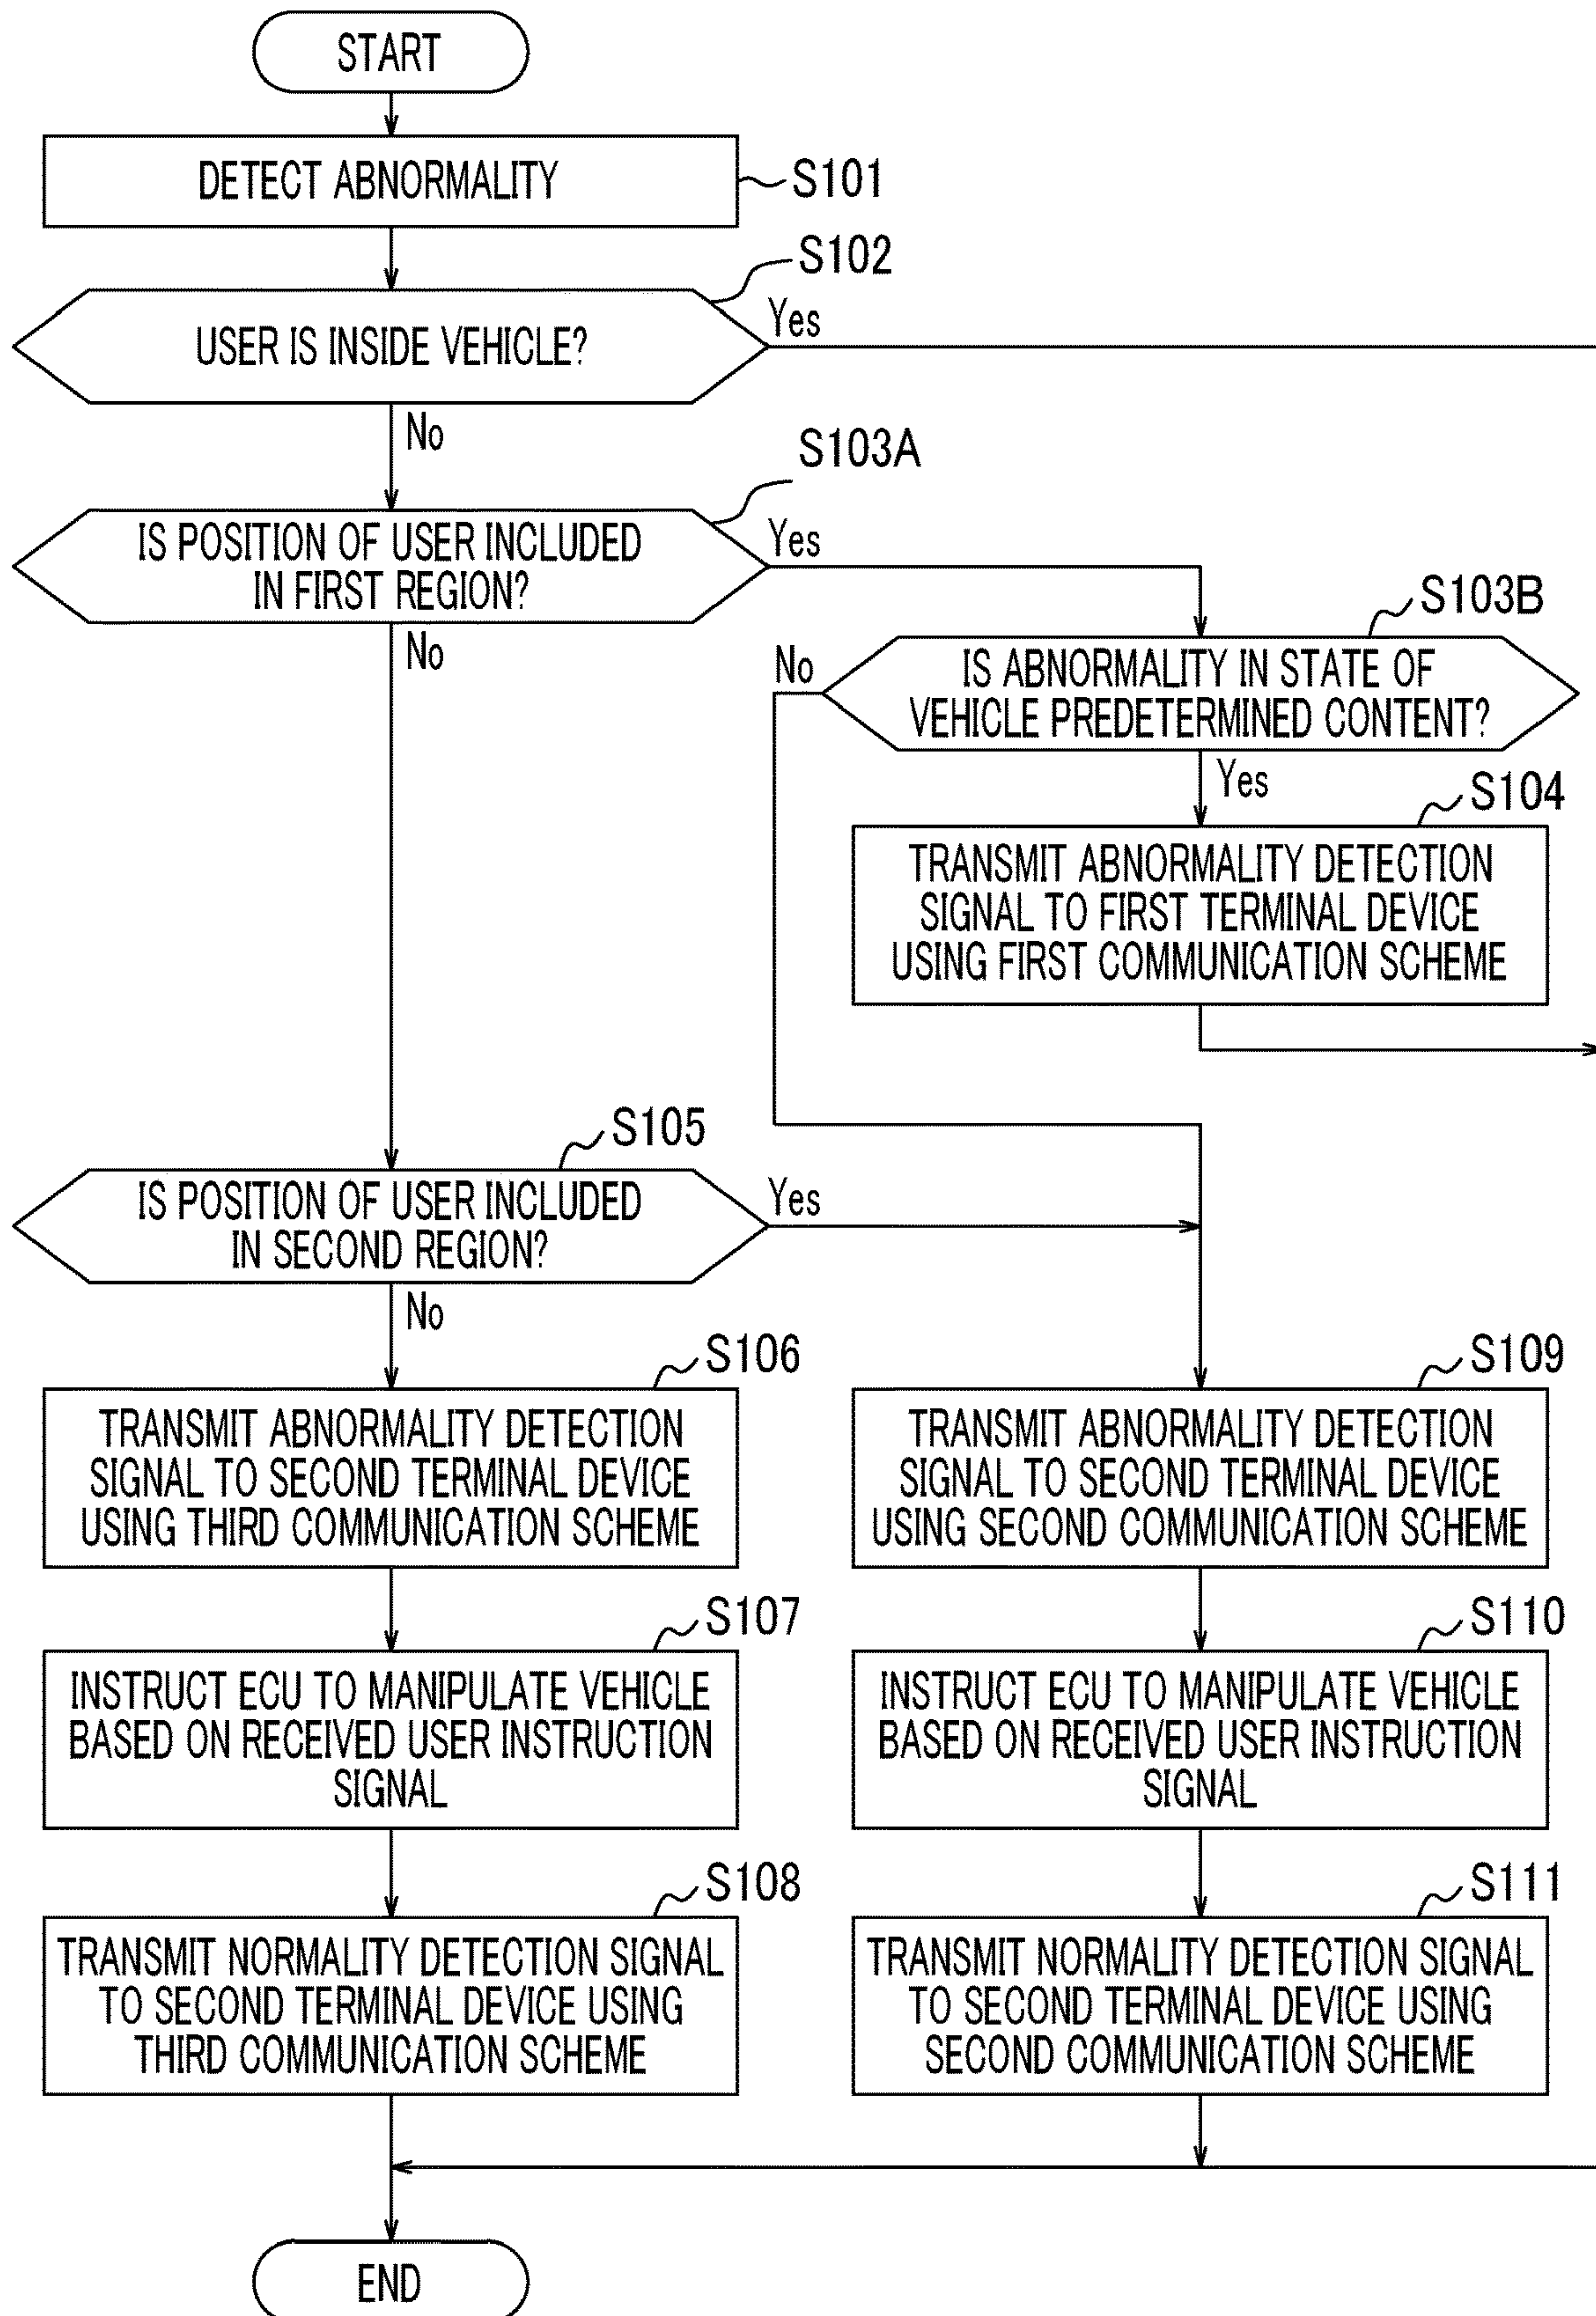 START
DETECT ABNORMALITY
S101
S102
USER IS INSIDE VEHICLE?
Yes
No
S103A
IS POSITION OF USER INCLUDED
IN FIRST REGION?
Yes
No
S103B
IS ABNORMALITY IN STATE OF
VEHICLE PREDETERMINED CONTENT?
No
Yes
S104
TRANSMIT ABNORMALITY DETECTION
SIGNAL TO FIRST TERMINAL DEVICE
USING FIRST COMMUNICATION SCHEME
S105
IS POSITION OF USER INCLUDED
IN SECOND REGION?
Yes
No
S106
TRANSMIT ABNORMALITY DETECTION
SIGNAL TO SECOND TERMINAL DEVICE
USING THIRD COMMUNICATION SCHEME
S107
INSTRUCT ECU TO MANIPULATE VEHICLE
BASED ON RECEIVED USER INSTRUCTION
SIGNAL
S108
TRANSMIT NORMALITY DETECTION SIGNAL
TO SECOND TERMINAL DEVICE USING
THIRD COMMUNICATION SCHEME
S109
TRANSMIT ABNORMALITY DETECTION
SIGNAL TO SECOND TERMINAL DEVICE
USING SECOND COMMUNICATION SCHEME
S110
INSTRUCT ECU TO MANIPULATE VEHICLE
BASED ON RECEIVED USER INSTRUCTION
SIGNAL
S111
TRANSMIT NORMALITY DETECTION SIGNAL
TO SECOND TERMINAL DEVICE USING
SECOND COMMUNICATION SCHEME
END